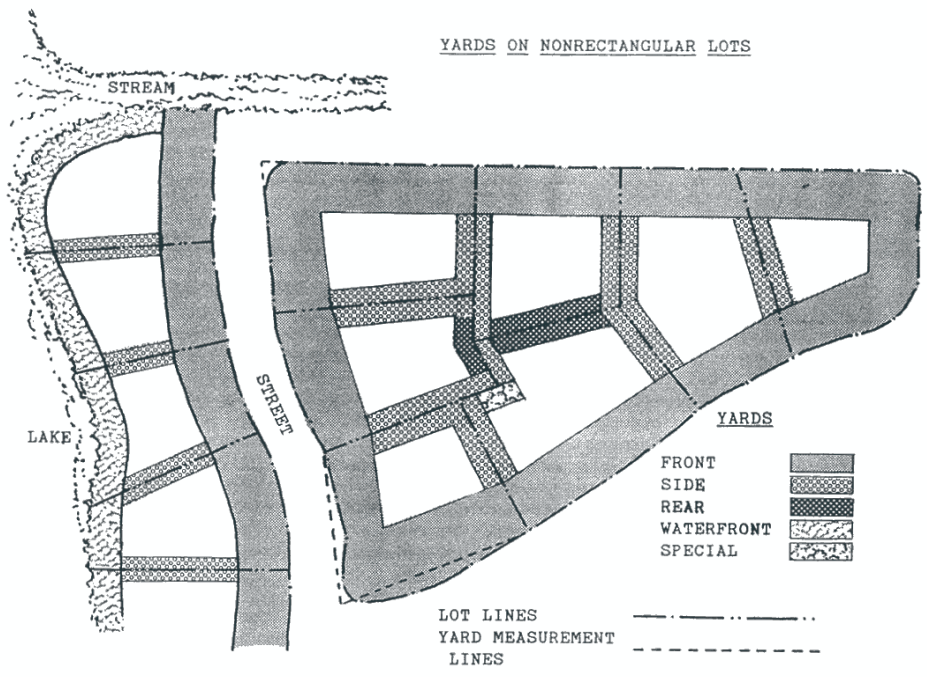 YARDS ON NONRECTANGULAR LOTS
STREAM
STREET
LAKE
YARDS
FRONT
SIDE
REAR
WATERFRONT
SPECIAL
LOT LINES
YARD MEASUREMENT
LINES